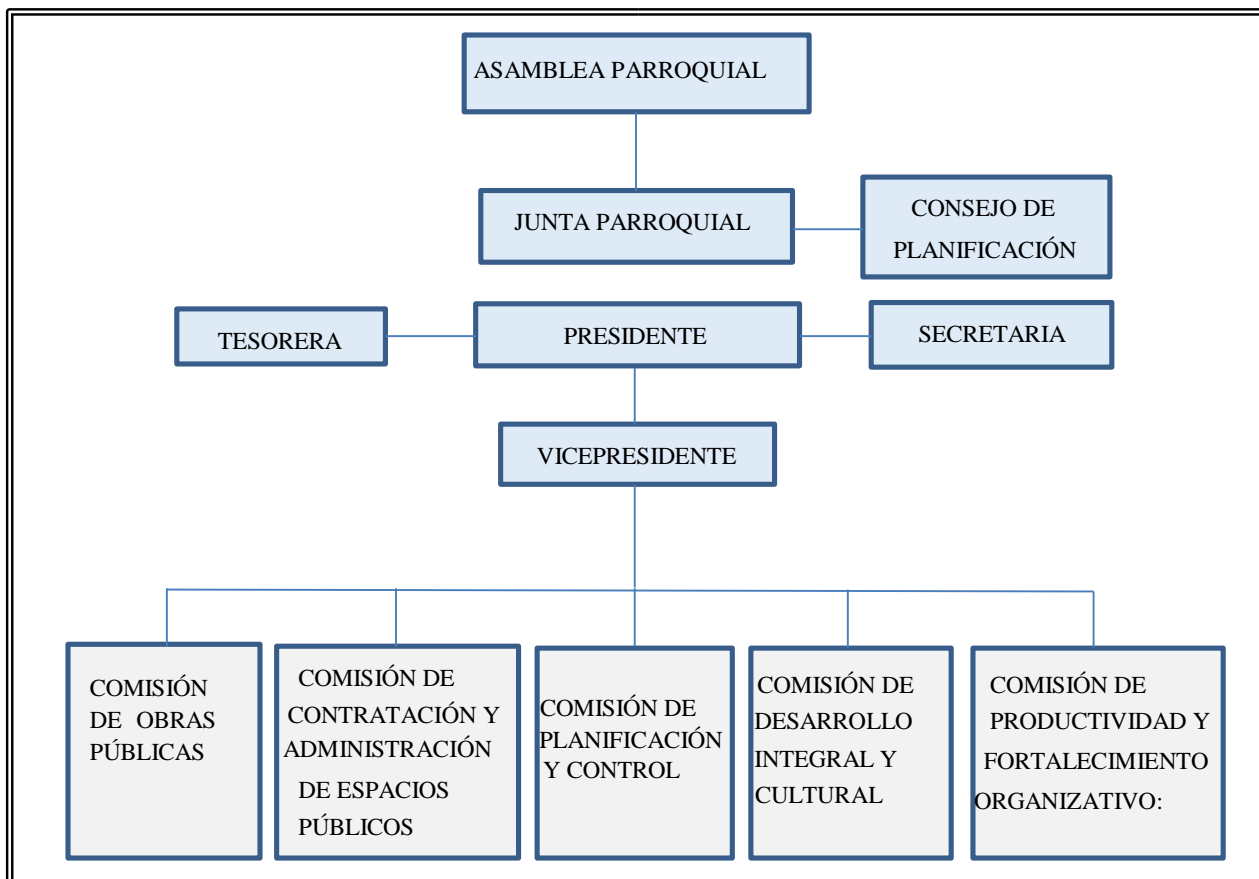 ASAMBLEA PARROQUIAL
JUNTA PARROQUIAL
CONSEJO DE
PLANIFICACIÓN
TESORERA
PRESIDENTE
SECRETARIA
VICEPRESIDENTE
COMISIÓN
DE OBRAS
PÚBLICAS
COMISIÓN DE
CONTRATACIÓN Y
ADMINISTRACIÓN
DE ESPACIOS
PÚBLICOS
COMISIÓN DE
PLANIFICACIÓN
Y CONTROL
COMISIÓN DE
DESARROLLO
INTEGRAL Y
CULTURAL
COMISIÓN DE
PRODUCTIVIDAD Y
FORTALECIMIENTO
ORGANIZATIVO: